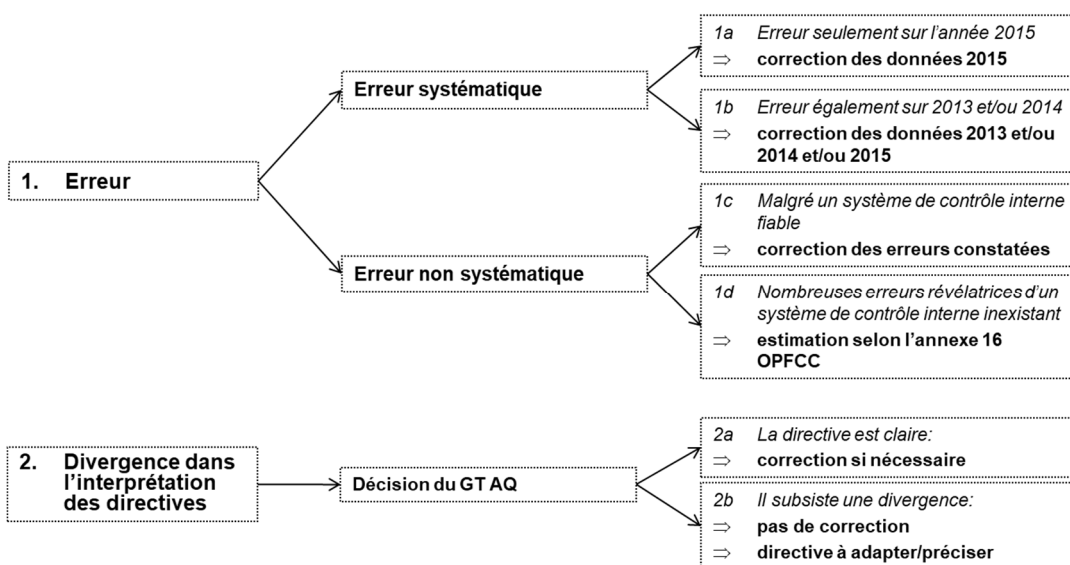 1a Erreur seulement sur l'année 2015
⇒ correction des données 2015
Erreur systématique
1b Erreur également sur 2013 et/ou 2014
⇒ correction des données 2013 et/ou
2014 et/ou 2015
1. Erreur
1c Malgré un système de contrôle interne
fiable
⇒ correction des erreurs constatées
Erreur non systématique
1d Nombreuses erreurs révélatrices d'un
système de contrôle interne inexistant
⇒ estimation selon l'annexe 16
OPFCC
2. Divergence dans
l'interprétation
des directives
Décision du GT AQ
2a La directive est claire:
⇒ correction si nécessaire
2b Il subsiste une divergence:
⇒ pas de correction
⇒ directive à adapter/préciser